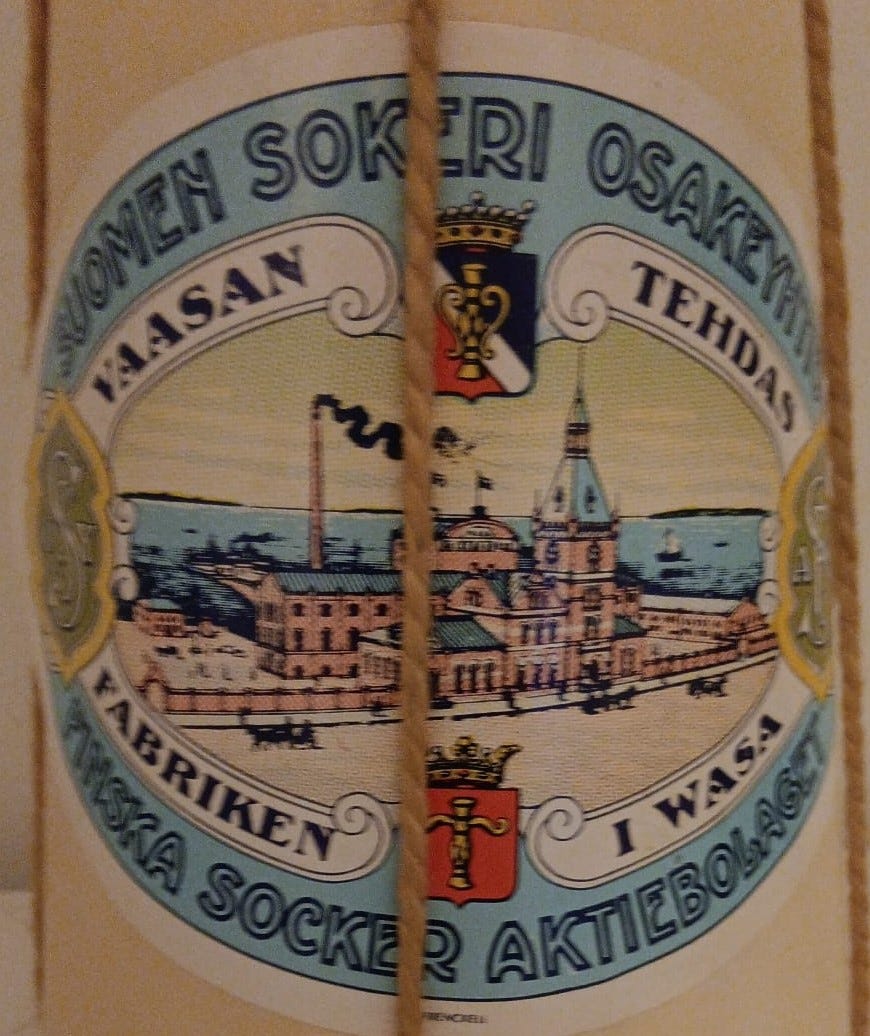 SUOMEN SOKERI OSAKEYHTIÖ
VAASAN TEHDAS
FABRIKEN I WASA
FINSKA SOCKER AKTIEBOLAGET